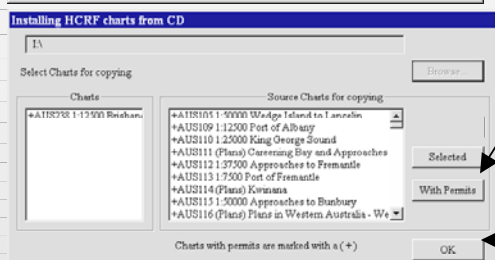 Installing HCRF charts from CD
I:\
Select Charts for copying
Browse...
Charts
Source Charts for copying
+AUS238 1:12500 Brisban
+AUS105 1:50000 Wedge Island to Lancelin
+AUS109 1:12500 Port of Albany
+AUS110 1:25000 King George Sound
+AUS111 (Plans) Careening Bay and Approaches
+AUS112 1:37500 Approaches to Fremantle
+AUS113 1:7500 Port of Fremantle
+AUS114 (Plans) Kwinana
+AUS115 1:50000 Approaches to Bunbury
+AUS116 (Plans) Plans in Western Australia - We
Selected
With Permits
Charts with permits are marked with a (+)
OK